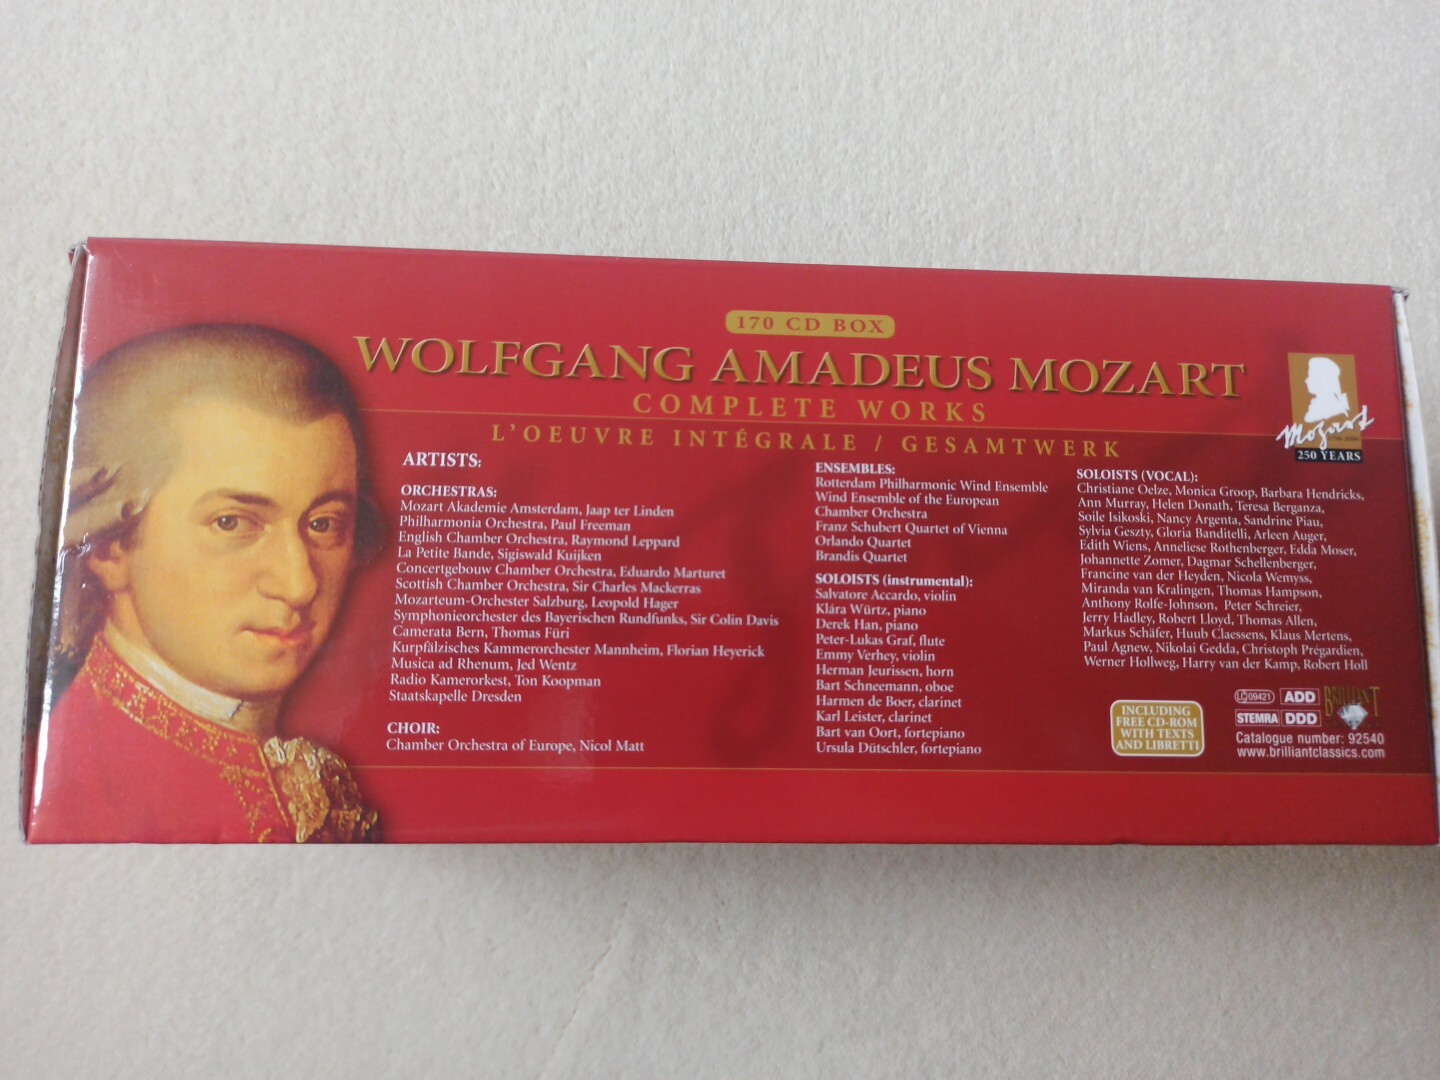 170 CD BOX
WOLFGANG AMADEUS MOZART
COMPLETE WORKS
L'OEUVRE INTÉGRALE / GESAMTWERK
Mozart
250 YEARS
ARTISTS:
ORCHESTRAS:
Mozart Akademie Amsterdam, Jaap ter Linden
Philharmonia Orchestra, Paul Freeman
English Chamber Orchestra, Raymond Leppard
La Petite Bande, Sigiswald Kuijken
Concertgebouw Chamber Orchestra, Eduardo Marturet
Scottish Chamber Orchestra, Sir Charles Mackerras
Mozarteum-Orchester Salzburg, Leopold Hager
Symphonieorchester des Bayerischen Rundfunks, Sir Colin Davis
Camerata Bern, Thomas Füri
Kurpfälzisches Kammerorchester Mannheim, Florian Heyerick
Musica ad Rhenum, Jed Wentz
Radio Kamerorkest, Ton Koopman
Staatskapelle Dresden
CHOIR:
Chamber Orchestra of Europe, Nicol Matt
ENSEMBLES:
Rotterdam Philharmonic Wind Ensemble
Wind Ensemble of the European
Chamber Orchestra
Franz Schubert Quartet of Vienna
Orlando Quartet
Brandis Quartet
SOLOISTS (instrumental):
Salvatore Accardo, violin
Klára Würtz, piano
Derek Han, piano
Peter-Lukas Graf, flute
Emmy Verhey, violin
Herman Jeurissen, horn
Bart Schneemann, oboe
Harmen de Boer, clarinet
Karl Leister, clarinet
Bart van Oort, fortepiano
Ursula Dütschler, fortepiano
SOLOISTS (VOCAL):
Christiane Oelze, Monica Groop, Barbara Hendricks,
Ann Murray, Helen Donath, Teresa Berganza,
Soile Isikoski, Nancy Argenta, Sandrine Piau,
Sylvia Geszty, Gloria Banditelli, Arleen Auger,
Edith Wiens, Anneliese Rothenberger, Edda Moser,
Johannette Zomer, Dagmar Schellenberger,
Francine van der Heyden, Nicola Wemyss,
Miranda van Kralingen, Thomas Hampson,
Anthony Rolfe-Johnson, Peter Schreier,
Jerry Hadley, Robert Lloyd, Thomas Allen,
Markus Schäfer, Huub Claessens, Klaus Mertens,
Paul Agnew, Nikolai Gedda, Christoph Prégardien,
Werner Hollweg, Harry van der Kamp, Robert Holl
INCLUDING
FREE CD-ROM
WITH TEXTS
AND LIBRETTI
LC 09421 ADD
STEMRA DDD
BRILLIANT
Catalogue number: 92540
www.brilliantclassics.com